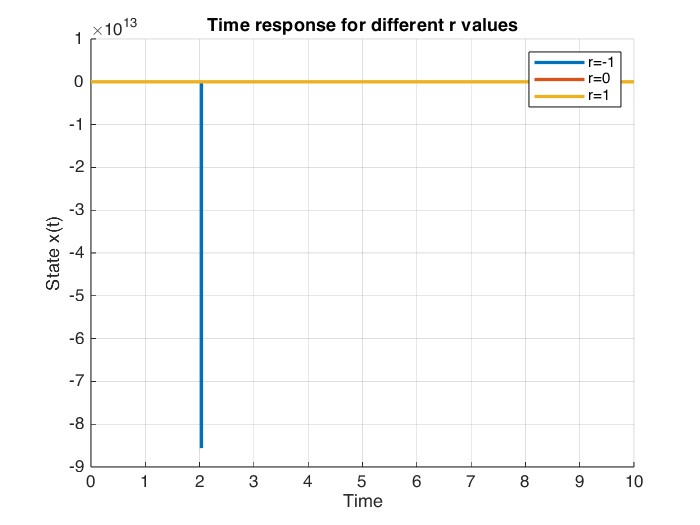 Time response for different r values
×10^13
1
0
-1
-2
-3
-4
-5
-6
-7
-8
-9
State x(t)
r=-1
r=0
r=1
0 1 2 3 4 5 6 7 8 9 10
Time